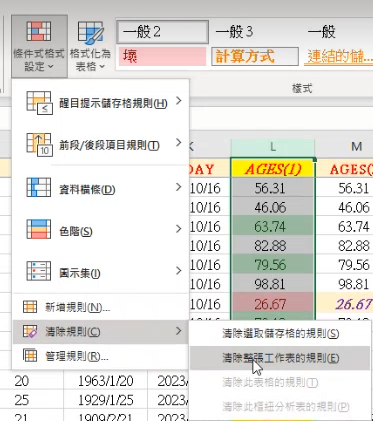 條件式格式
設定
格式化為
表格
一般 2
一般 3
一般
壞
計算方式
連結的儲...
樣式
醒目提示儲存格規則(H)
前段/後段項目規則(T)
資料橫條(D)
色階(S)
圖示集(I)
新增規則(N)...
清除規則(C)
管理規則(R)...
清除選取儲存格的規則(S)
清除整張工作表的規則(E)
清除此表格的規則(T)
清除此樞紐分析表的規則(P)
K L M
DAY AGES(1) AGES(
10/16 56.31 56.31
10/16 46.06 46.06
10/16 63.74 63.74
10/16 82.88 82.88
10/16 79.56 79.56
10/16 98.81 98.81
10/16 26.67 26.67
20 1963/1/20 2023/
25 1929/1/25 2023/
21 1909/2/21 2023/